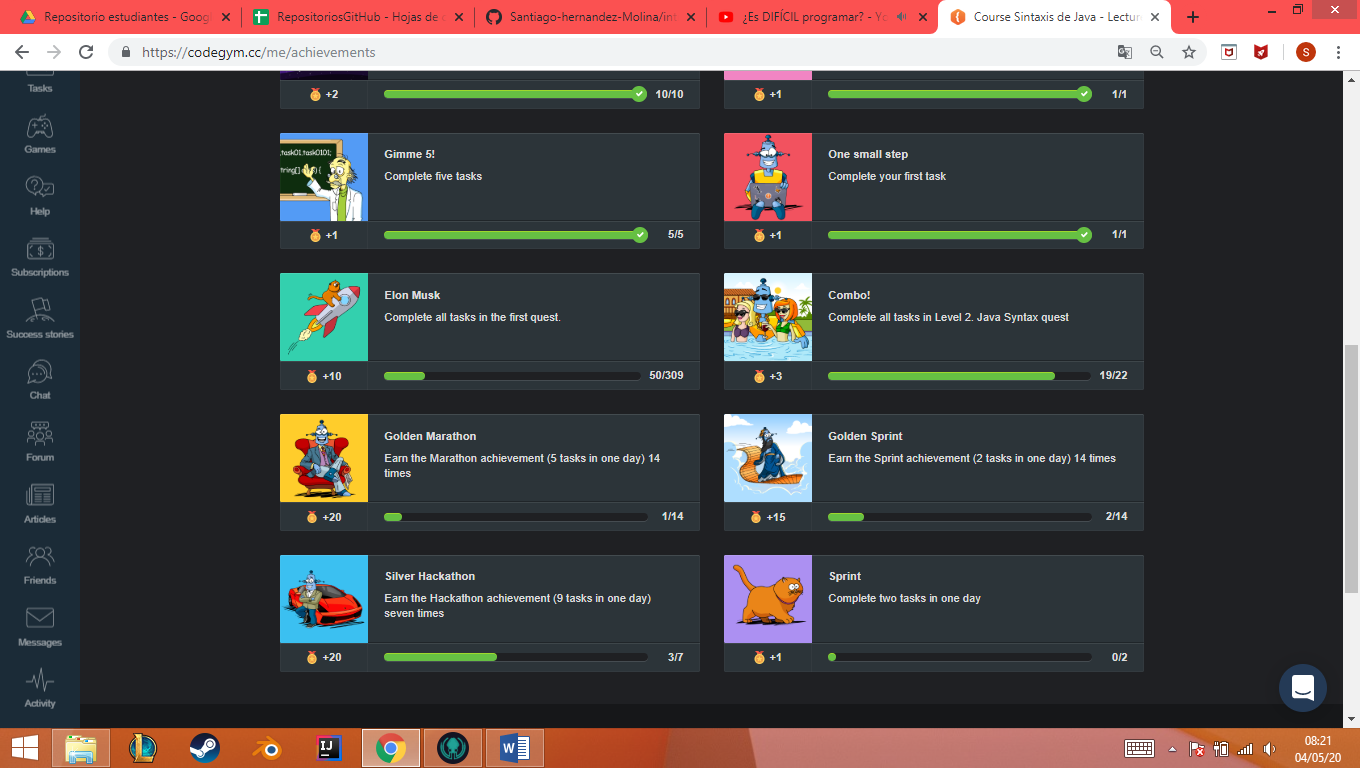 Repositorio estudiantes - Goog
RepositoriosGitHub - Hojas de c
Santiago-hernandez-Molina/int
¿Es DIFÍCIL programar? - Yo
Course Sintaxis de Java - Lectur
https://codegym.cc/me/achievements
S
Tasks
Games
Help
Subscriptions
Success stories
Chat
Forum
Articles
Friends
Messages
Activity
+2
10/10
+1
1/1
task01.task0101;
tring[]
Gimme 5!
Complete five tasks
+1
5/5
One small step
Complete your first task
+1
1/1
Elon Musk
Complete all tasks in the first quest.
+10
50/309
Combo!
Complete all tasks in Level 2. Java Syntax quest
+3
19/22
Golden Marathon
Earn the Marathon achievement (5 tasks in one day) 14
times
+20
1/14
Golden Sprint
Earn the Sprint achievement (2 tasks in one day) 14 times
+15
2/14
Silver Hackathon
Earn the Hackathon achievement (9 tasks in one day)
seven times
+20
3/7
Sprint
Complete two tasks in one day
+1
0/2
IJ
W
08:21
04/05/20